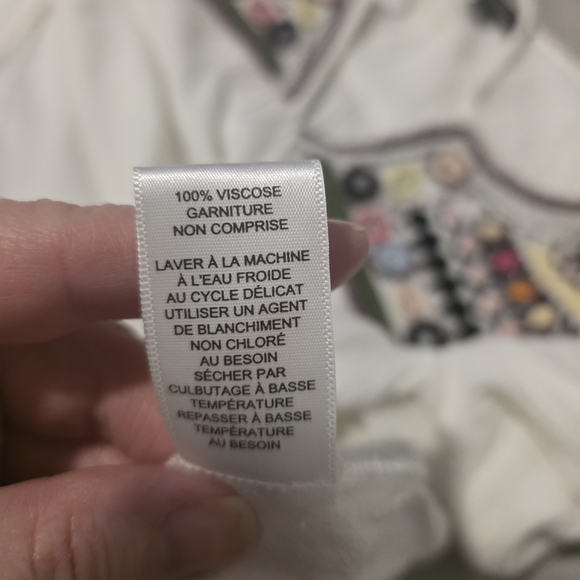 100% VISCOSE
GARNITURE
NON COMPRISE
LAVER À LA MACHINE
À L'EAU FROIDE
AU CYCLE DÉLICAT
UTILISER UN AGENT
DE BLANCHIMENT
NON CHLORÉ
AU BESOIN
SÉCHER PAR
CULBUTAGE À BASSE
TEMPÉRATURE
REPASSER À BASSE
TEMPÉRATURE
AU BESOIN